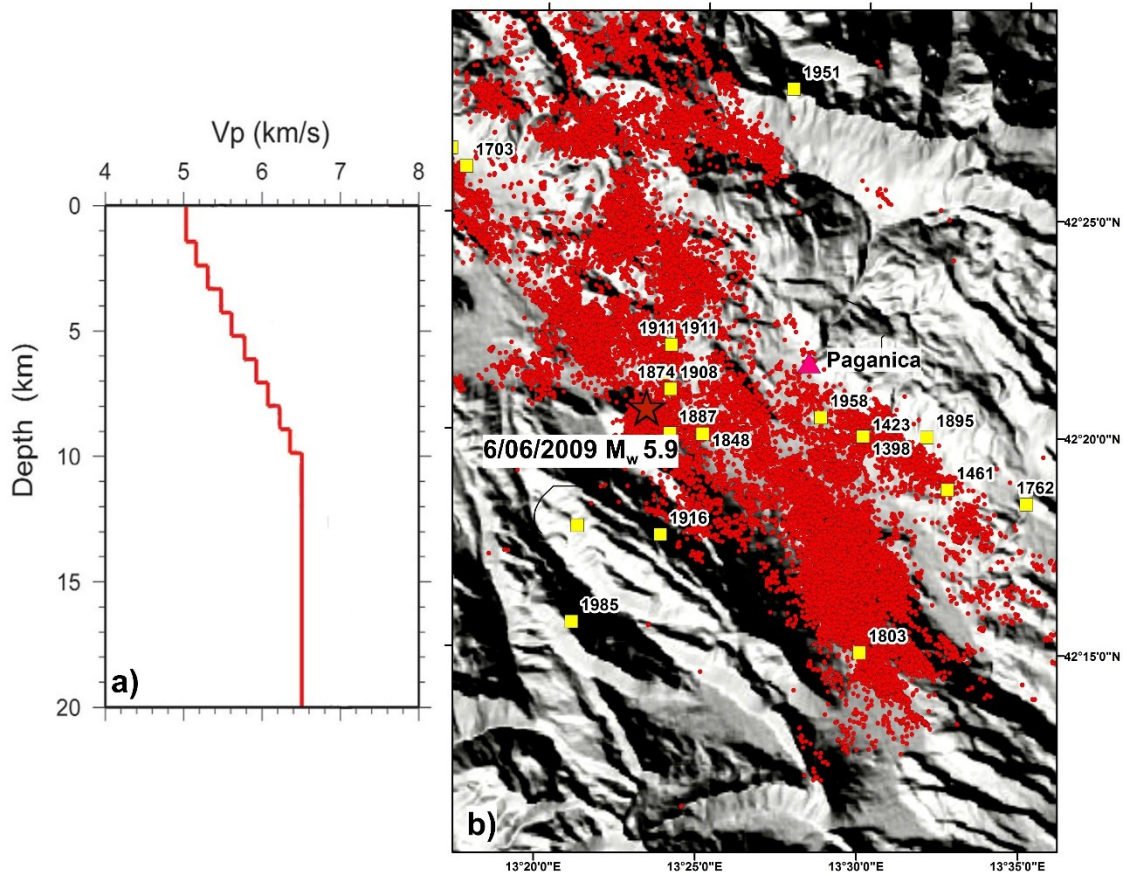 Vp (km/s)
4 5 6 7 8
Depth (km)
0
5
10
15
20
a)
1951
1703
42°25'0"N
1911 1911
Paganica
1874 1908
1958
1887
1423
1895
1848
1398
42°20'0"N
6/06/2009 Mw 5.9
1461
1762
1916
1985
1803
42°15'0"N
b)
13°20'0"E 13°25'0"E 13°30'0"E 13°35'0"E